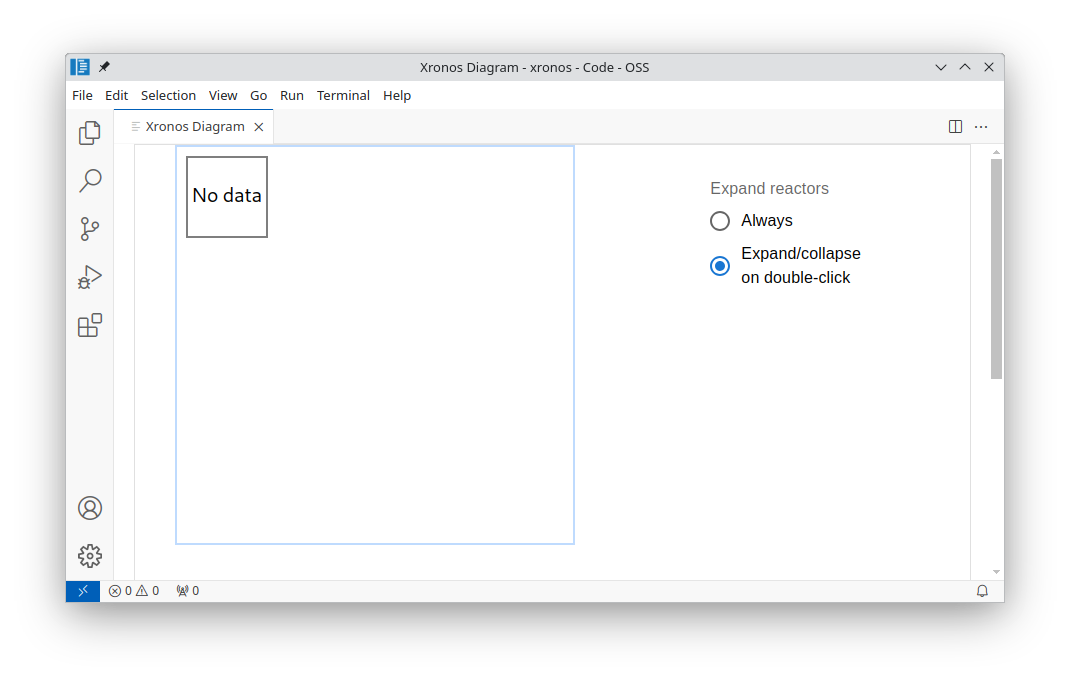 Xronos Diagram - xronos - Code - OSS
File Edit Selection View Go Run Terminal Help
Xronos Diagram
No data
Expand reactors
Always
Expand/collapse
on double-click
0 0 0